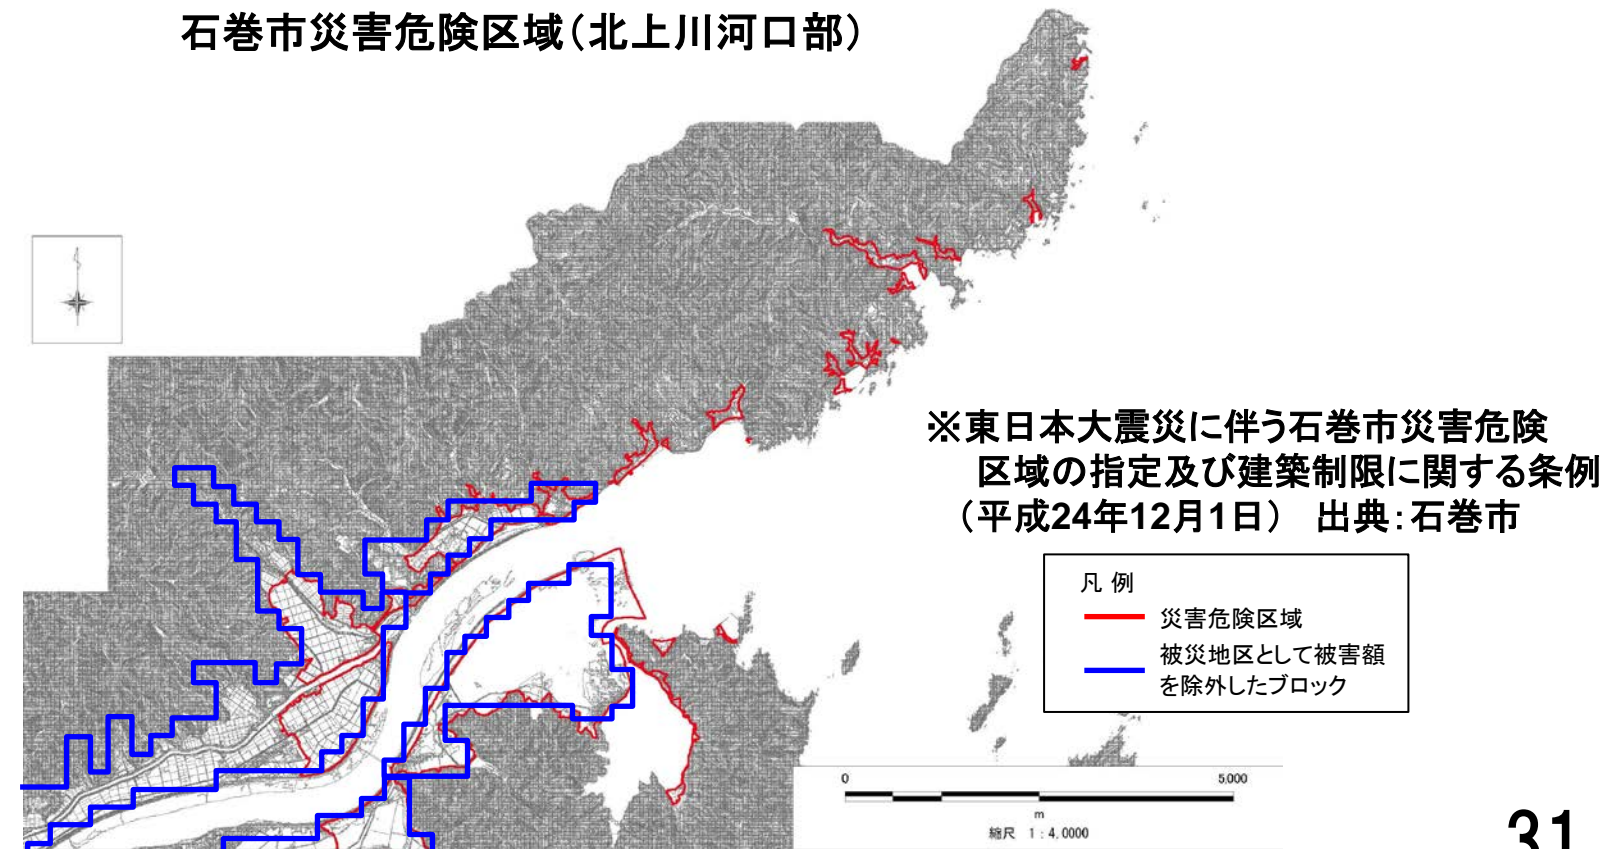 石巻市災害危険区域（北上川河口部）
※東日本大震災に伴う石巻市災害危険
区域の指定及び建築制限に関する条例
（平成24年12月1日） 出典：石巻市
凡 例
災害危険区域
被災地区として被害額
を除外したブロック
0 5,000
m
縮尺 1：4,0000
31